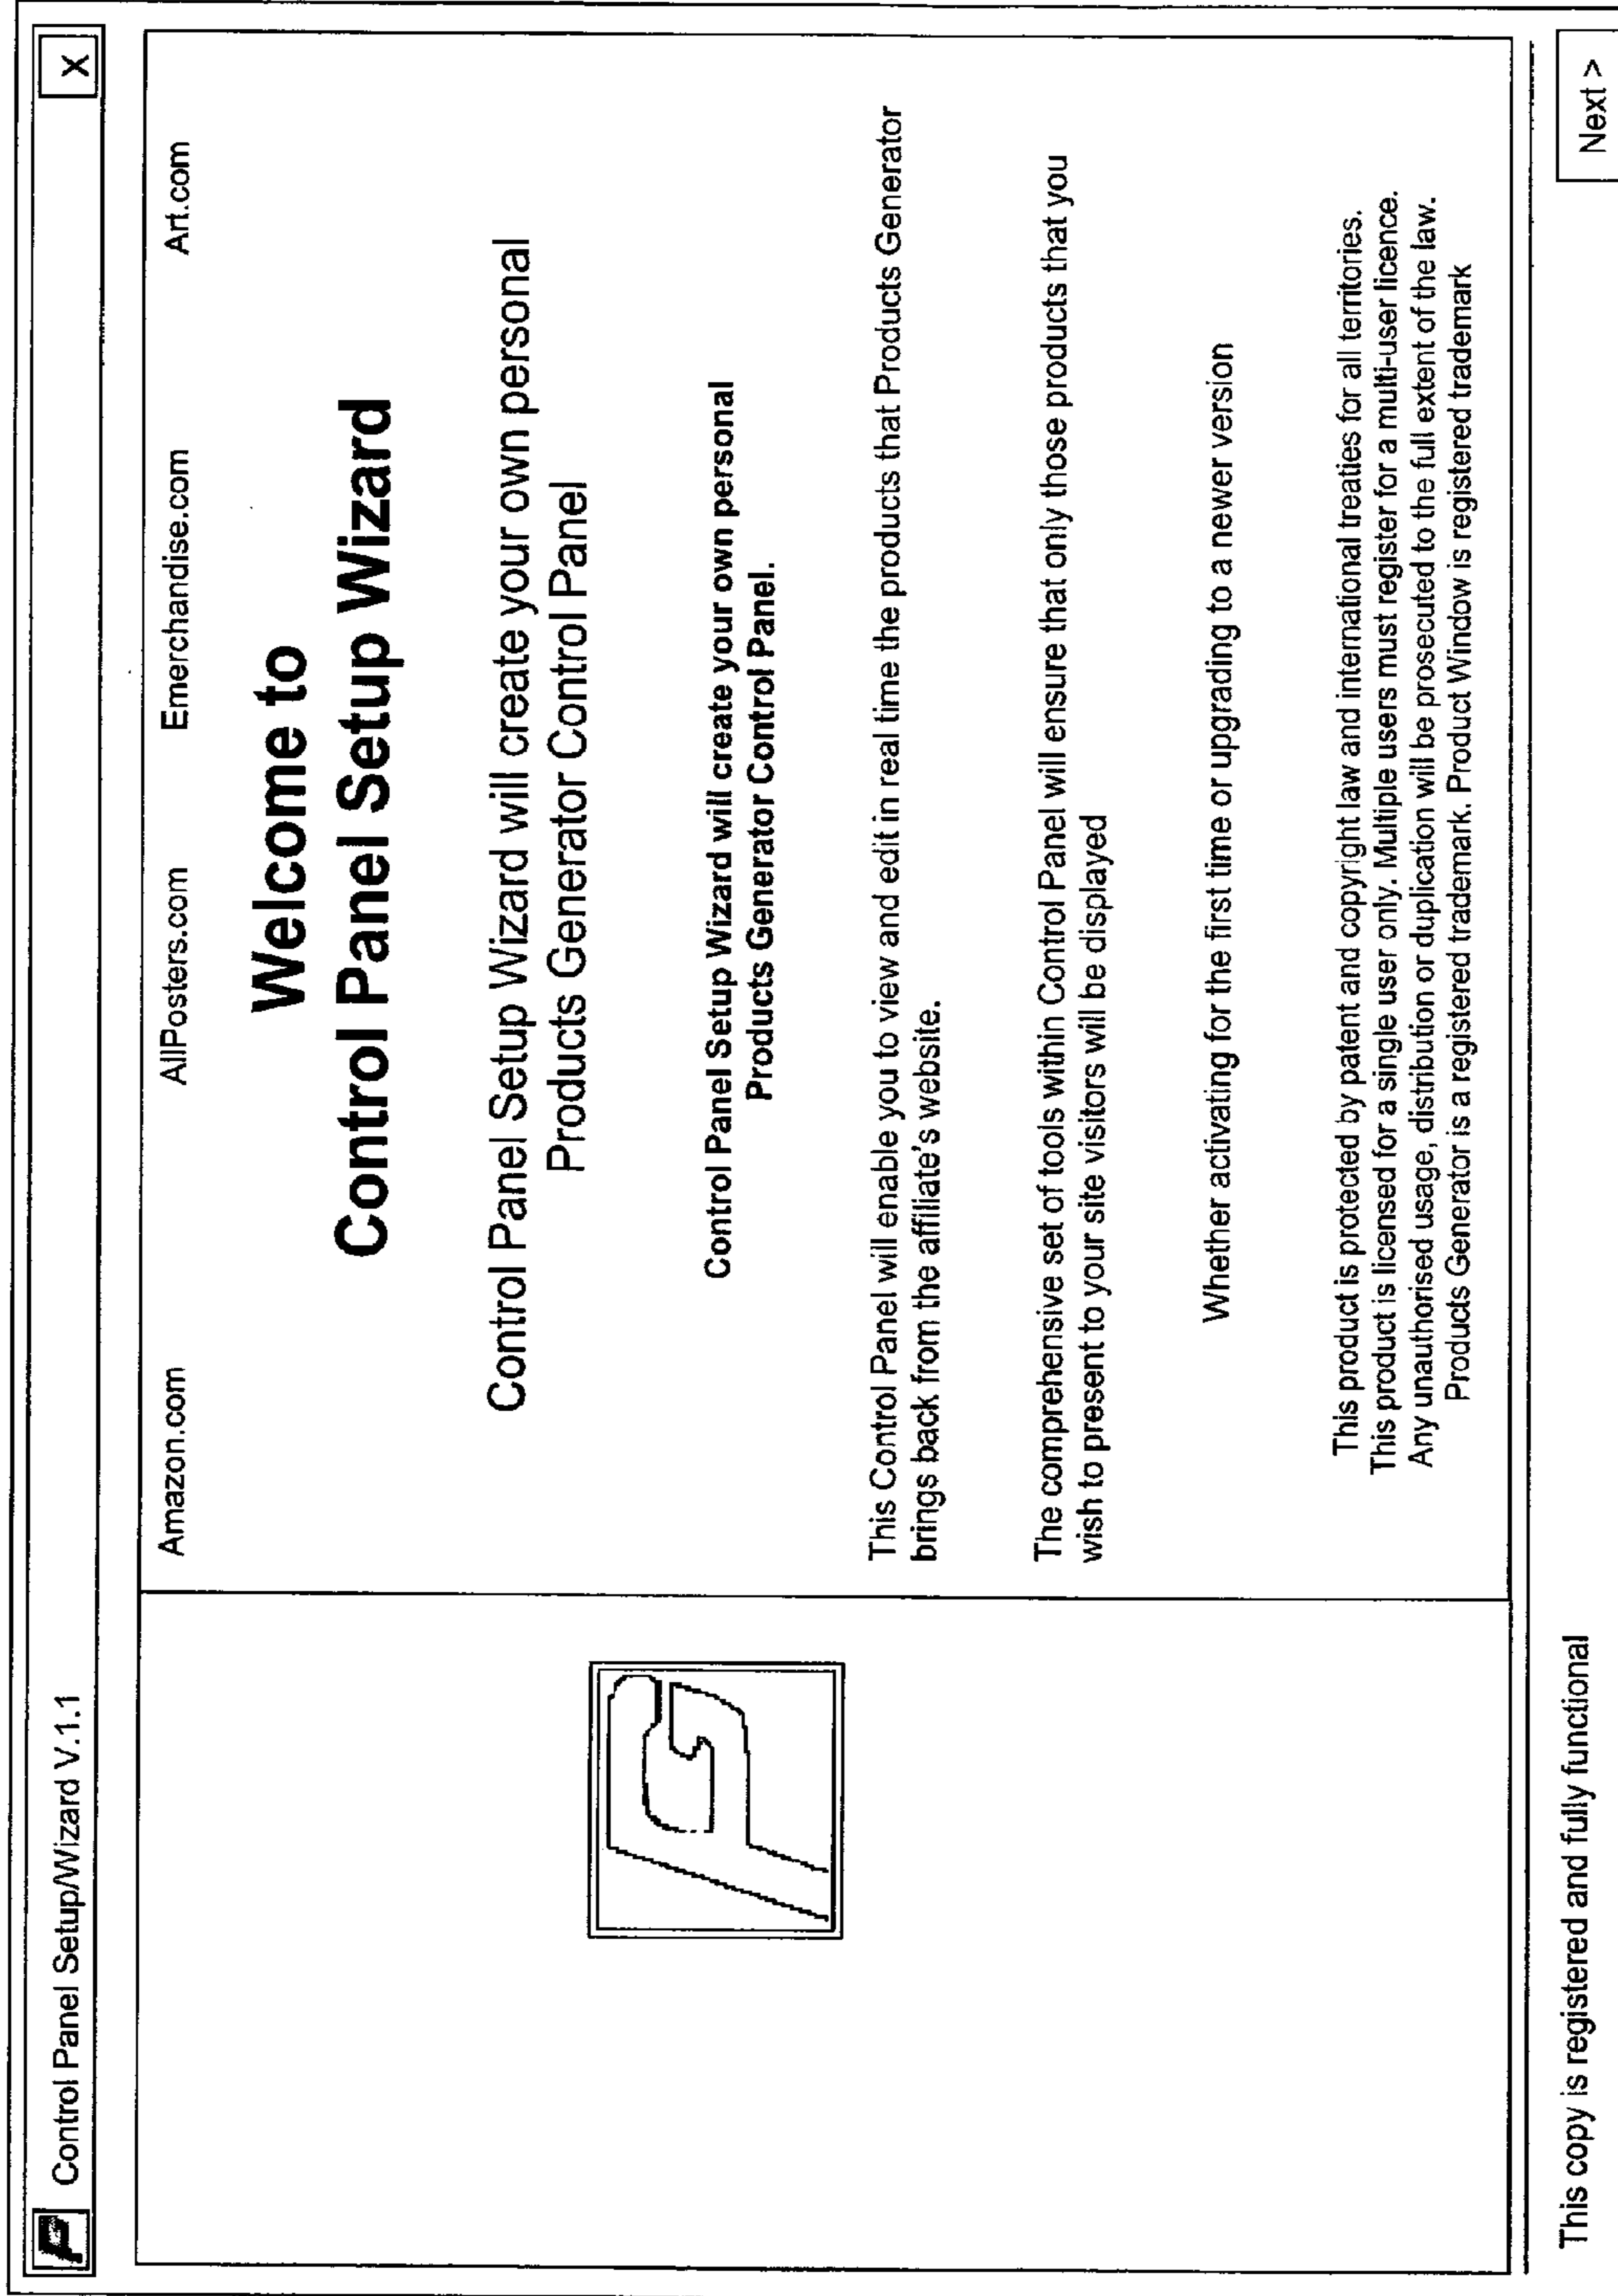 Control Panel Setup/Wizard V.1.1
X
Amazon.com AllPosters.com Emerchandise.com Art.com
Welcome to
Control Panel Setup Wizard
Control Panel Setup Wizard will create your own personal
Products Generator Control Panel
Control Panel Setup Wizard will create your own personal
Products Generator Control Panel.
This Control Panel will enable you to view and edit in real time the products that Products Generator
brings back from the affiliate's website.
The comprehensive set of tools within Control Panel will ensure that only those products that you
wish to present to your site visitors will be displayed
Whether activating for the first time or upgrading to a newer version
This product is protected by patent and copyright law and international treaties for all territories.
This product is licensed for a single user only. Multiple users must register for a multi-user licence.
Any unauthorised usage, distribution or duplication will be prosecuted to the full extent of the law.
Products Generator is a registered trademark. Product Window is registered trademark
This copy is registered and fully functional
Next >